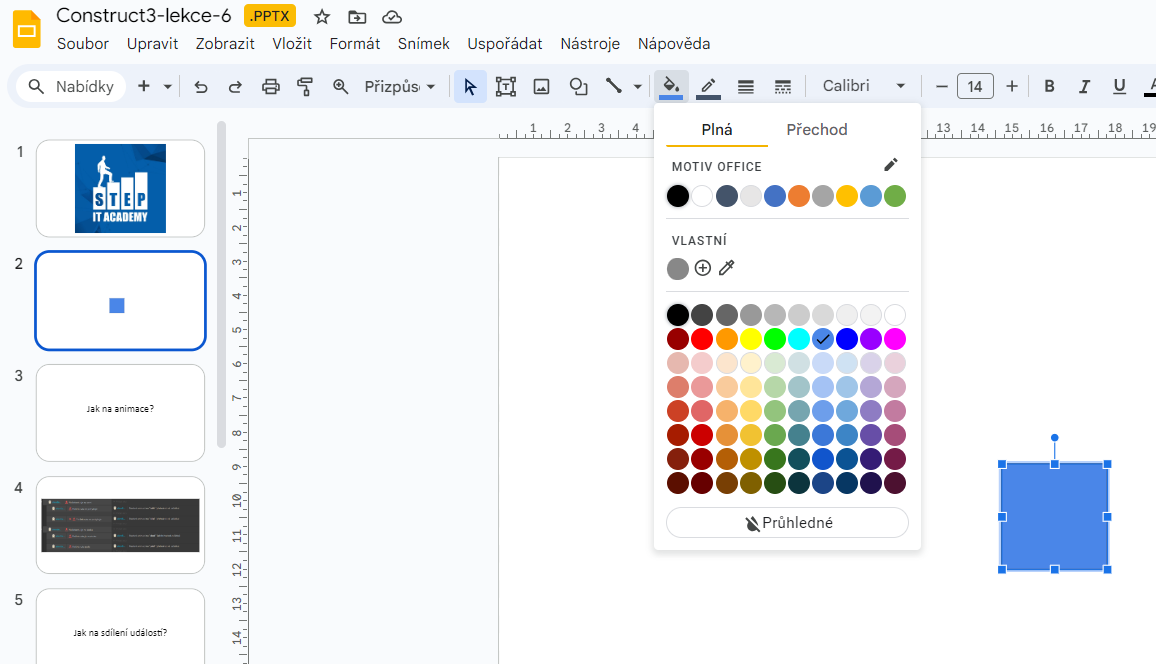 Construct3-lekce-6 .PPTX
Soubor Upravit Zobrazit Vložit Formát Snímek Uspořádat Nástroje Nápověda
Nabídky Přizpůs Calibri 14 B I U A
1 2 3 4 13 14 15 16 17 18 19
Plná Přechod
MOTIV OFFICE
VLASTNÍ
Průhledné
1
STEP
IT ACADEMY
2
3
Jak na animace?
4
5
Jak na sdílení událostí?
1
2
3
4
5
6
7
8
9
10
11
12
13
14